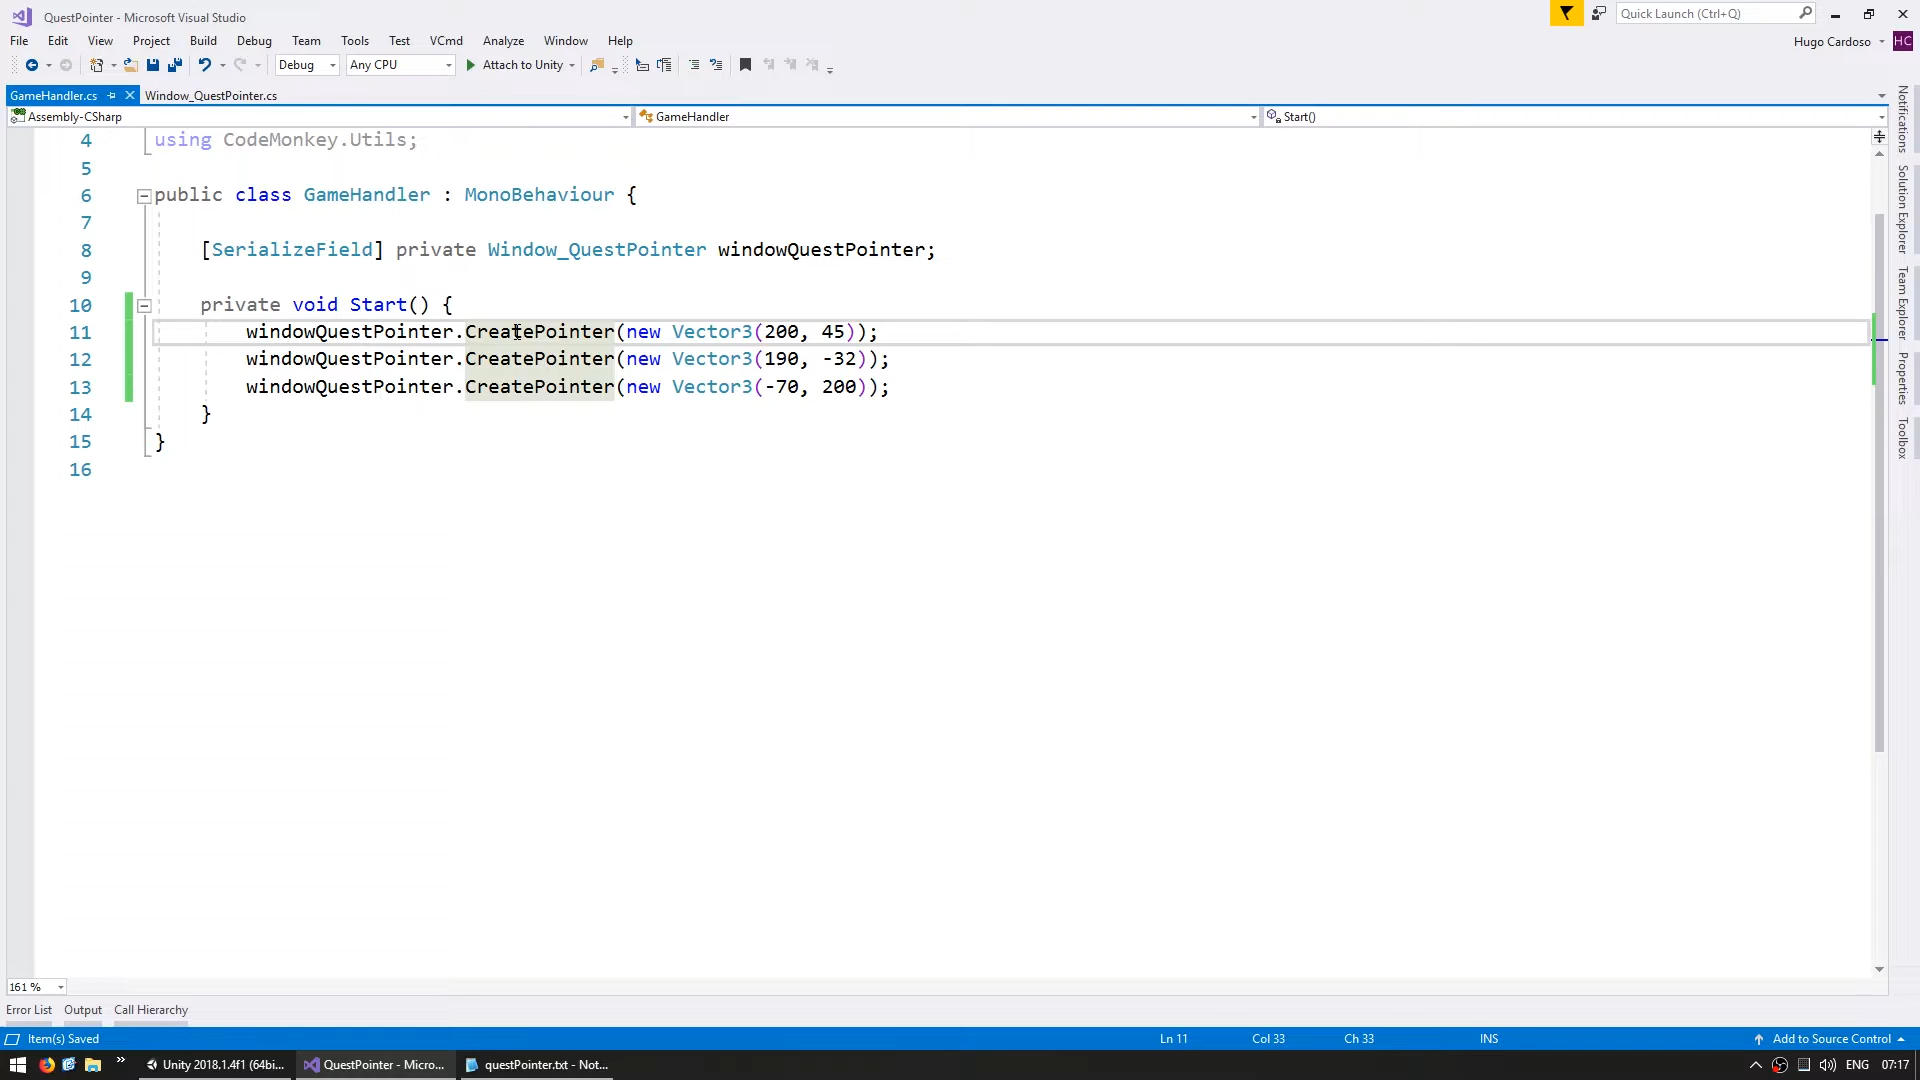 QuestPointer - Microsoft Visual Studio
Quick Launch (Ctrl+Q)
File Edit View Project Build Debug Team Tools Test VCmd Analyze Window Help
Hugo Cardoso HC
Debug Any CPU Attach to Unity
GameHandler.cs Window_QuestPointer.cs
Assembly-CSharp GameHandler Start()
4 using CodeMonkey.Utils;
5
6 public class GameHandler : MonoBehaviour {
7
8 [SerializeField] private Window_QuestPointer windowQuestPointer;
9
10 private void Start() {
11 windowQuestPointer.CreatePointer(new Vector3(200, 45));
12 windowQuestPointer.CreatePointer(new Vector3(190, -32));
13 windowQuestPointer.CreatePointer(new Vector3(-70, 200));
14 }
15 }
16
Notifications
Solution Explorer
Team Explorer
Properties
Toolbox
161 %
Error List Output Call Hierarchy
Item(s) Saved Ln 11 Col 33 Ch 33 INS Add to Source Control
Unity 2018.1.4f1 (64bi... QuestPointer - Micro... questPointer.txt - Not... ENG 07:17